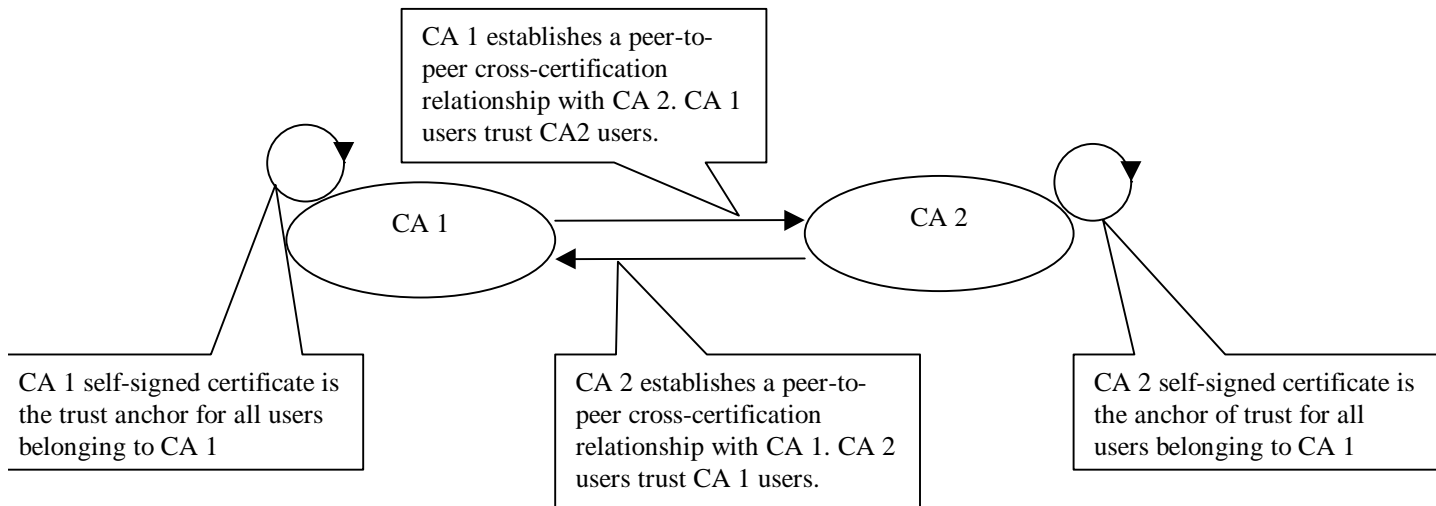 CA 1 establishes a peer-to-
peer cross-certification
relationship with CA 2. CA 1
users trust CA2 users.
CA 1
CA 2
CA 1 self-signed certificate is
the trust anchor for all users
belonging to CA 1
CA 2 establishes a peer-to-
peer cross-certification
relationship with CA 1. CA 2
users trust CA 1 users.
CA 2 self-signed certificate is
the anchor of trust for all
users belonging to CA 1